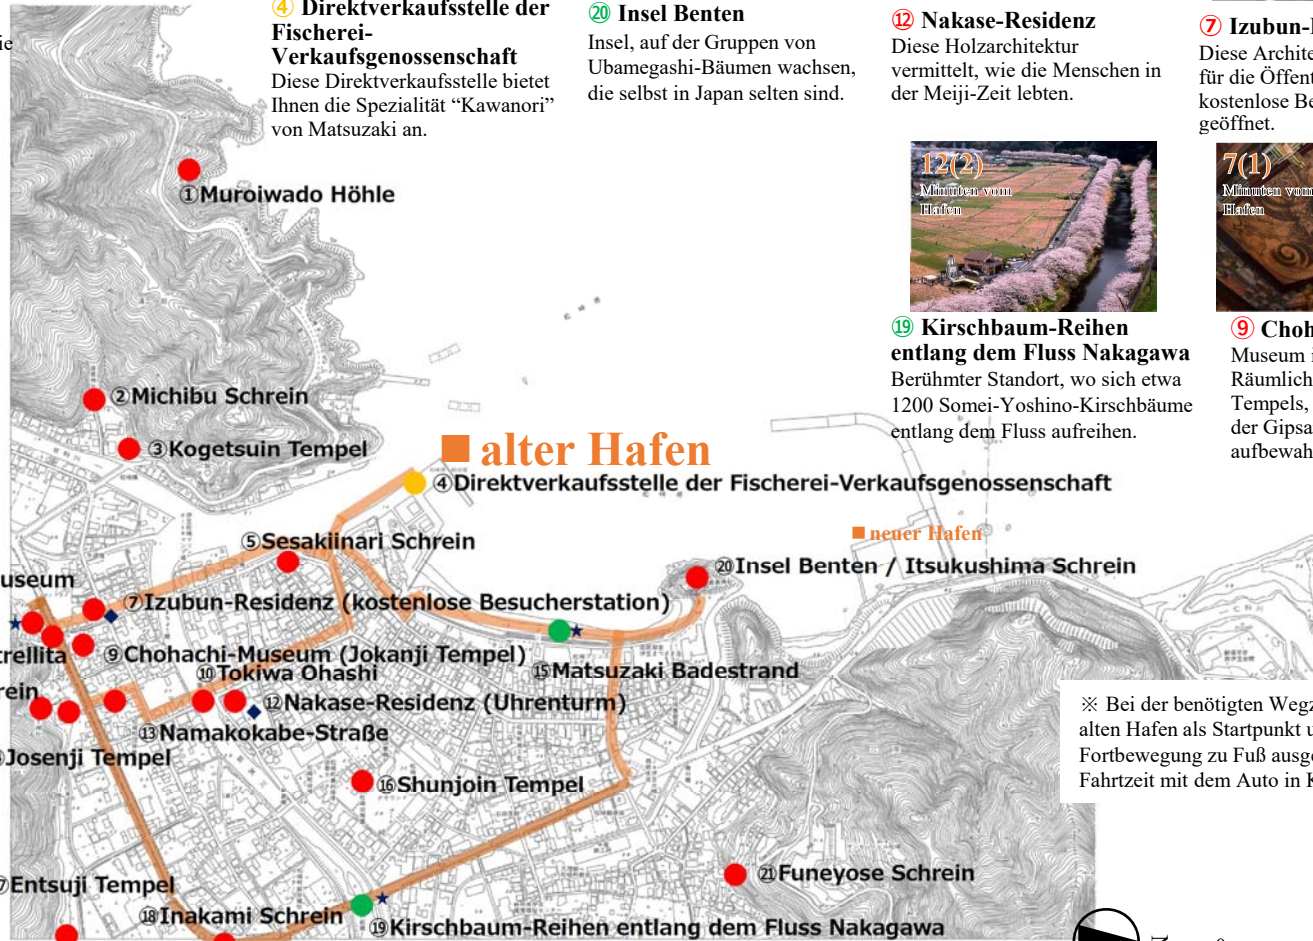 ie
④ Direktverkaufsstelle der
Fischerei-
Verkaufsgenossenschaft
Diese Direktverkaufsstelle bietet
Ihnen die Spezialität “Kawanori”
von Matsuzaki an.
⑳ Insel Benten
Insel, auf der Gruppen von
Ubamegashi-Bäumen wachsen,
die selbst in Japan selten sind.
⑫ Nakase-Residenz
Diese Holzarchitektur
vermittelt, wie die Menschen in
der Meiji-Zeit lebten.
⑦ Izubun-
Diese Archite
für die Öffent
kostenlose Be
geöffnet.
12(2)
Minuten vom
Hafen
7(1)
Minuten vom
Hafen
⑲ Kirschbaum-Reihen
entlang dem Fluss Nakagawa
Berühmter Standort, wo sich etwa
1200 Somei-Yoshino-Kirschbäume
entlang dem Fluss aufreihen.
⑨ Choh
Museum i
Räumlich
Tempels,
der Gipsa
aufbewah
①Muroiwado Höhle
②Michibu Schrein
③Kogetsuin Tempel
■ alter Hafen
④Direktverkaufsstelle der Fischerei-Verkaufsgenossenschaft
■ neuer Hafen
⑤Sesakiinari Schrein
⑳Insel Benten / Itsukushima Schrein
useum
⑦Izubun-Residenz (kostenlose Besucherstation)
trellita
⑨Chohachi-Museum (Jokanji Tempel)
⑮Matsuzaki Badestrand
⑩Tokiwa Ohashi
rein
⑫Nakase-Residenz (Uhrenturm)
⑬Namakokabe-Straße
Josenji Tempel
⑯Shunjoin Tempel
※ Bei der benötigten Wegz
alten Hafen als Startpunkt u
Fortbewegung zu Fuß ausge
Fahrtzeit mit dem Auto in K
㉑Funeyose Schrein
Entsuji Tempel
⑱Inakami Schrein
⑲Kirschbaum-Reihen entlang dem Fluss Nakagawa